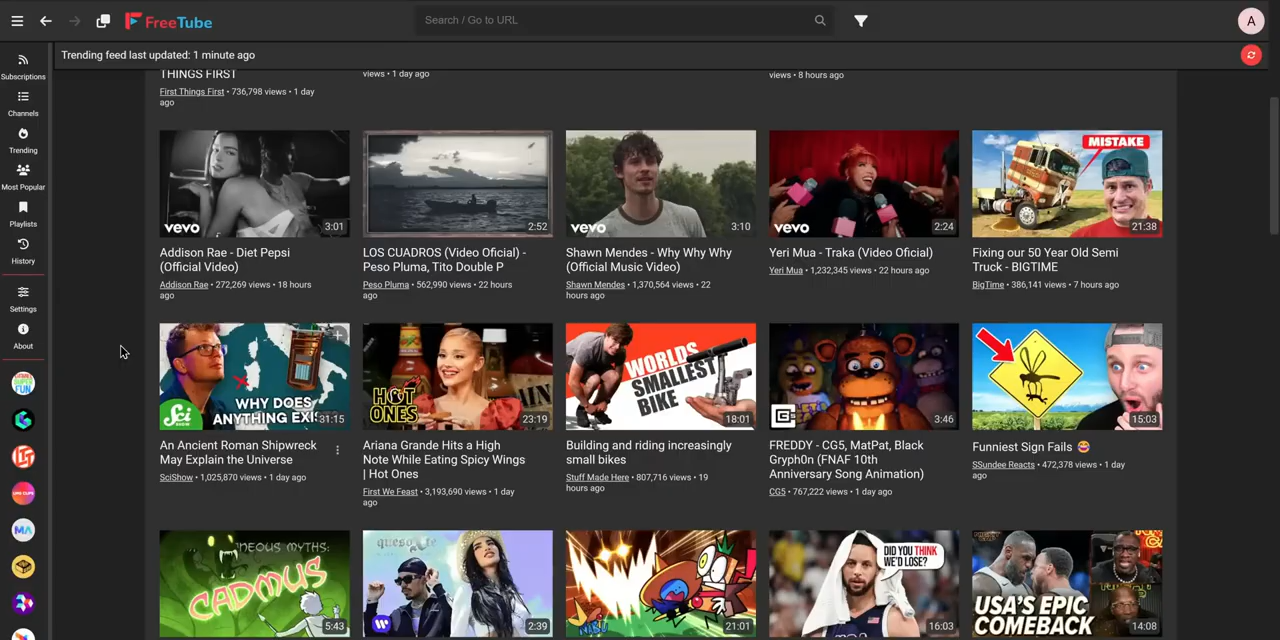 FreeTube
Search / Go to URL
A
Trending feed last updated: 1 minute ago
Subscriptions
Channels
Trending
Most Popular
Playlists
History
Settings
About
THINGS FIRST
First Things First • 736,798 views • 1 day
ago
views • 1 day ago
views • 8 hours ago
vevo
3:01
Addison Rae - Diet Pepsi
(Official Video)
Addison Rae • 272,269 views • 18 hours
ago
2:52
LOS CUADROS (Video Oficial) -
Peso Pluma, Tito Double P
Peso Pluma • 562,990 views • 22 hours
ago
vevo
3:10
Shawn Mendes - Why Why Why
(Official Music Video)
Shawn Mendes • 1,370,564 views • 22
hours ago
vevo
2:24
Yeri Mua - Traka (Video Oficial)
Yeri Mua • 1,232,345 views • 22 hours ago
MISTAKE
21:38
Fixing our 50 Year Old Semi
Truck - BIGTIME
BigTime • 386,141 views • 7 hours ago
WHY DOES
ANYTHING EXI
Sci
SHOW
31:15
An Ancient Roman Shipwreck
May Explain the Universe
SciShow • 1,025,870 views • 1 day ago
HOT
ONES
23:19
Ariana Grande Hits a High
Note While Eating Spicy Wings
| Hot Ones
First We Feast • 3,193,690 views • 1 day
ago
WORLDS
SMALLEST
BIKE
18:01
Building and riding increasingly
small bikes
Stuff Made Here • 807,716 views • 19
hours ago
3:46
FREDDY - CG5, MatPat, Black
Gryph0n (FNAF 10th
Anniversary Song Animation)
CG5 • 767,222 views • 1 day ago
15:03
Funniest Sign Fails 😂
SSundee Reacts • 472,378 views • 1 day
ago
NEOUS MYTHS:
CADMUS
5:43
2:39
21:01
DID YOU THINK
WE'D LOSE?
16:03
USA'S EPIC
COMEBACK
14:08